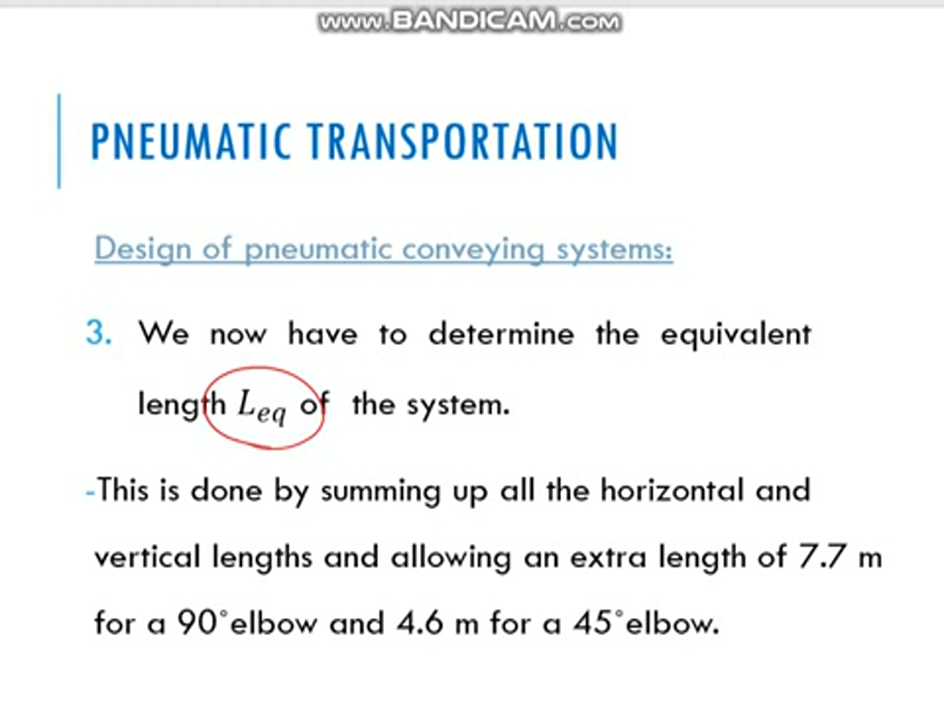 www.BANDICAM.com
PNEUMATIC TRANSPORTATION
Design of pneumatic conveying systems:
3. We now have to determine the equivalent
length L_eq of the system.
-This is done by summing up all the horizontal and
vertical lengths and allowing an extra length of 7.7 m
for a 90°elbow and 4.6 m for a 45°elbow.